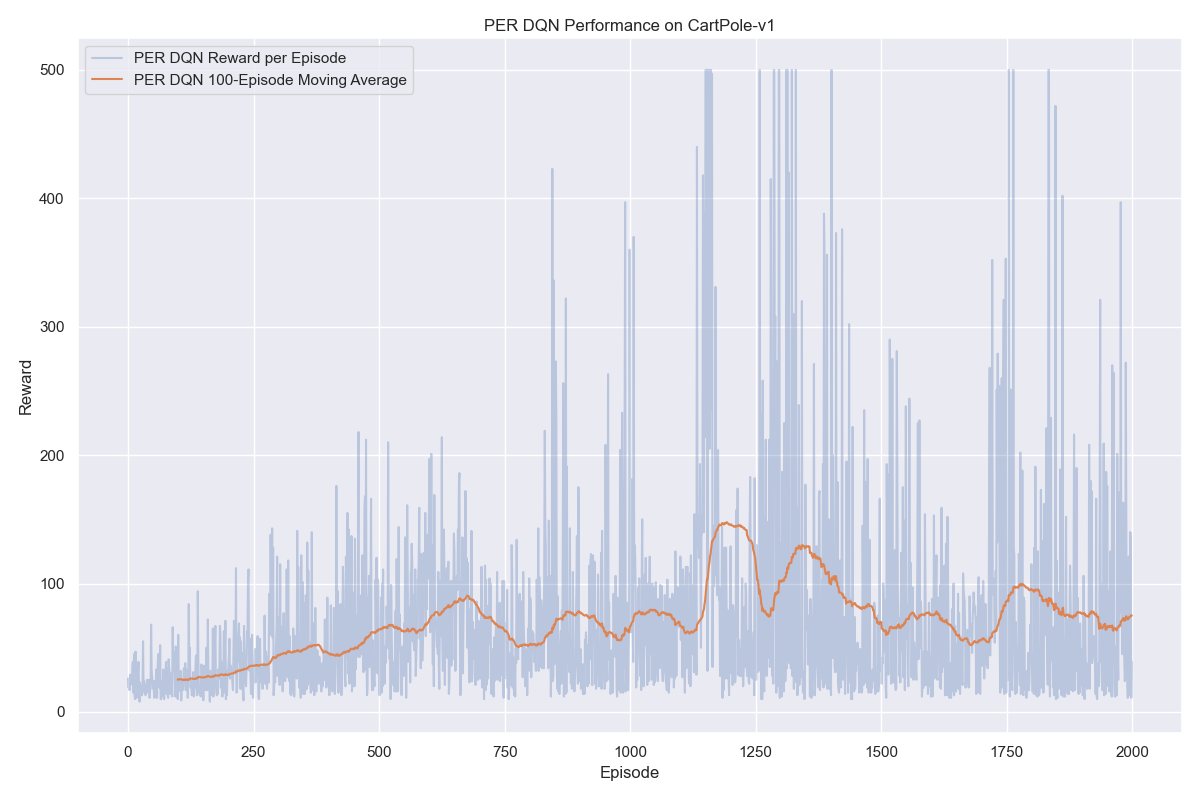 PER DQN Performance on CartPole-v1
PER DQN Reward per Episode
PER DQN 100-Episode Moving Average
500
400
300
200
100
0
Reward
0 250 500 750 1000 1250 1500 1750 2000
Episode